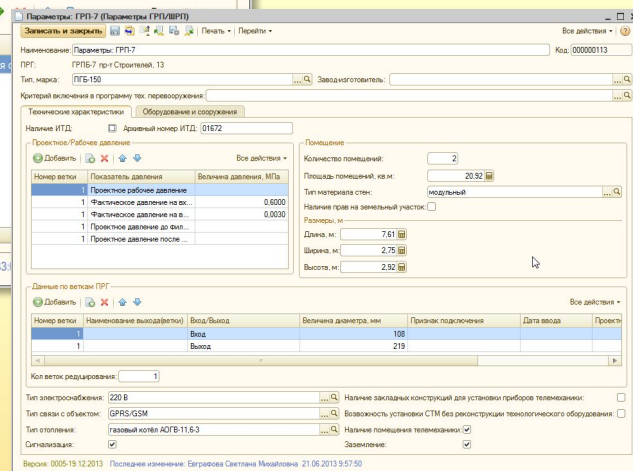 Параметры: ГРП-7 (Параметры ГРП/ШРП)
Записать и закрыть Печать Перейти Все действия
Наименование: Параметры: ГРП-7 Код: 000000113
ПРГ: ГРПБ-7 пр-т Строителей, 13
Тип, марка: ПГБ-150 Завод-изготовитель:
Критерий включения в программу тех. перевооружения:
Технические характеристики Оборудование и сооружения
Наличие ИТД: Архивный номер ИТД: 01672
Проектное/Рабочее давление
Добавить Все действия
Номер ветки Показатель давления Величина давления, МПа
1 Проектное рабочее давление
1 Фактическое давление на вх... 0,6000
1 Фактическое давление на в... 0,0030
1 Проектное давление до фил...
1 Проектное давление после ...
Помещение
Количество помещений: 2
Площадь помещений, кв.м: 20,92
Тип материала стен: модульный
Наличие прав на земельный участок:
Размеры, м
Длина, м: 7,61
Ширина, м: 2,75
Высота, м: 2,92
Данные по веткам ПРГ
Добавить Все действия
Номер ветки Наименование выхода(ветки) Вход/Выход Величина диаметра, мм Признак подключения Дата ввода Проектн
1 Вход 108
1 Выход 219
Кол веток редуцирования: 1
Тип электроснабжения: 220 В Наличие закладных конструкций для установки приборов телемеханики:
Тип связи с объектом: GPRS/GSM Возвожность установки СТМ без реконструкции технологического оборудования:
Тип отопления: газовый котёл АОГВ-11,6-3 Наличие помещения телемеханики:
Сигнализация: Заземление:
Версия: 0005-19.12.2013 Последнее изменение: Евграфова Светлана Михайловна 21.06.2013 9:57:50